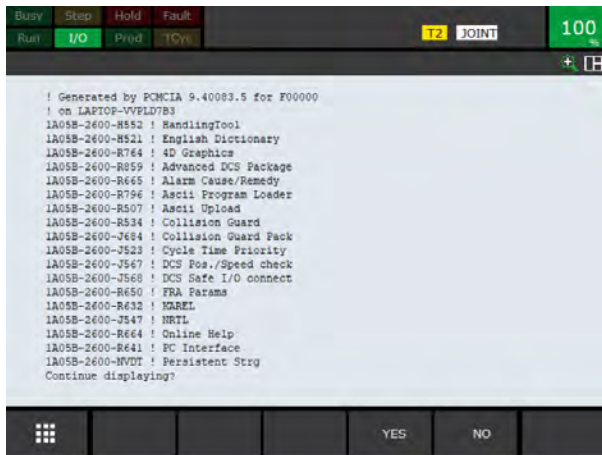 Busy Step Hold Fault
Run I/O Prod TCyc
T2 JOINT
100
%
! Generated by PCMCIA 9.40083.5 for F00000
! on LAPTOP-VVPLD7B3
1A05B-2600-H552 ! HandlingTool
1A05B-2600-H521 ! English Dictionary
1A05B-2600-R764 ! 4D Graphics
1A05B-2600-R859 ! Advanced DCS Package
1A05B-2600-R665 ! Alarm Cause/Remedy
1A05B-2600-R796 ! Ascii Program Loader
1A05B-2600-R507 ! Ascii Upload
1A05B-2600-R534 ! Collision Guard
1A05B-2600-J684 ! Collision Guard Pack
1A05B-2600-J523 ! Cycle Time Priority
1A05B-2600-J567 ! DCS Pos./Speed check
1A05B-2600-J568 ! DCS Safe I/O connect
1A05B-2600-R650 ! FRA Params
1A05B-2600-R632 ! KAREL
1A05B-2600-J547 ! NRTL
1A05B-2600-R664 ! Online Help
1A05B-2600-R641 ! PC Interface
1A05B-2600-NVDT ! Persistent Strg
Continue displaying?
YES NO